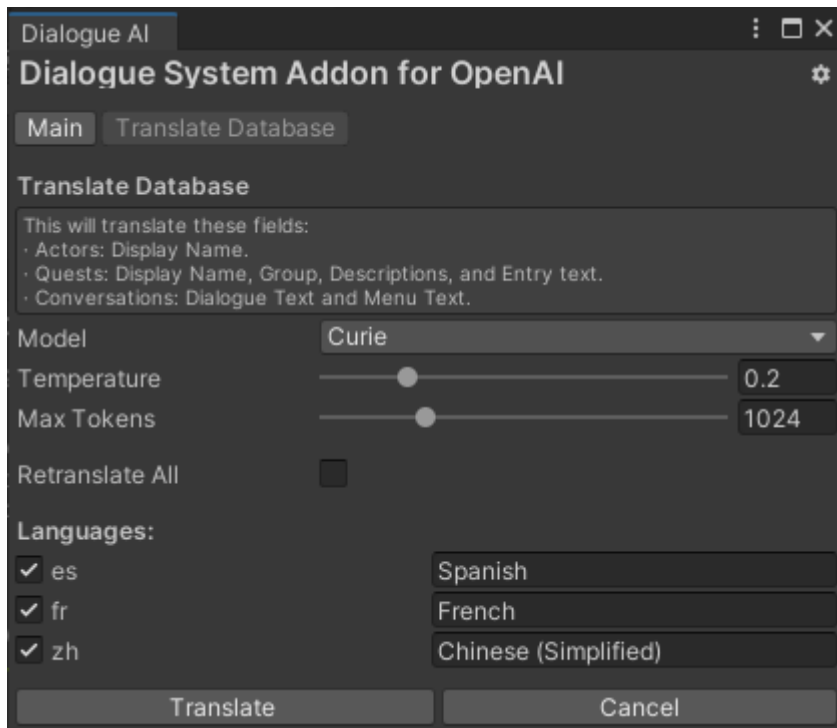 Dialogue AI
Dialogue System Addon for OpenAI
Main Translate Database
Translate Database
This will translate these fields:
· Actors: Display Name.
· Quests: Display Name, Group, Descriptions, and Entry text.
· Conversations: Dialogue Text and Menu Text.
Model Curie
Temperature 0.2
Max Tokens 1024
Retranslate All
Languages:
es Spanish
fr French
zh Chinese (Simplified)
Translate Cancel